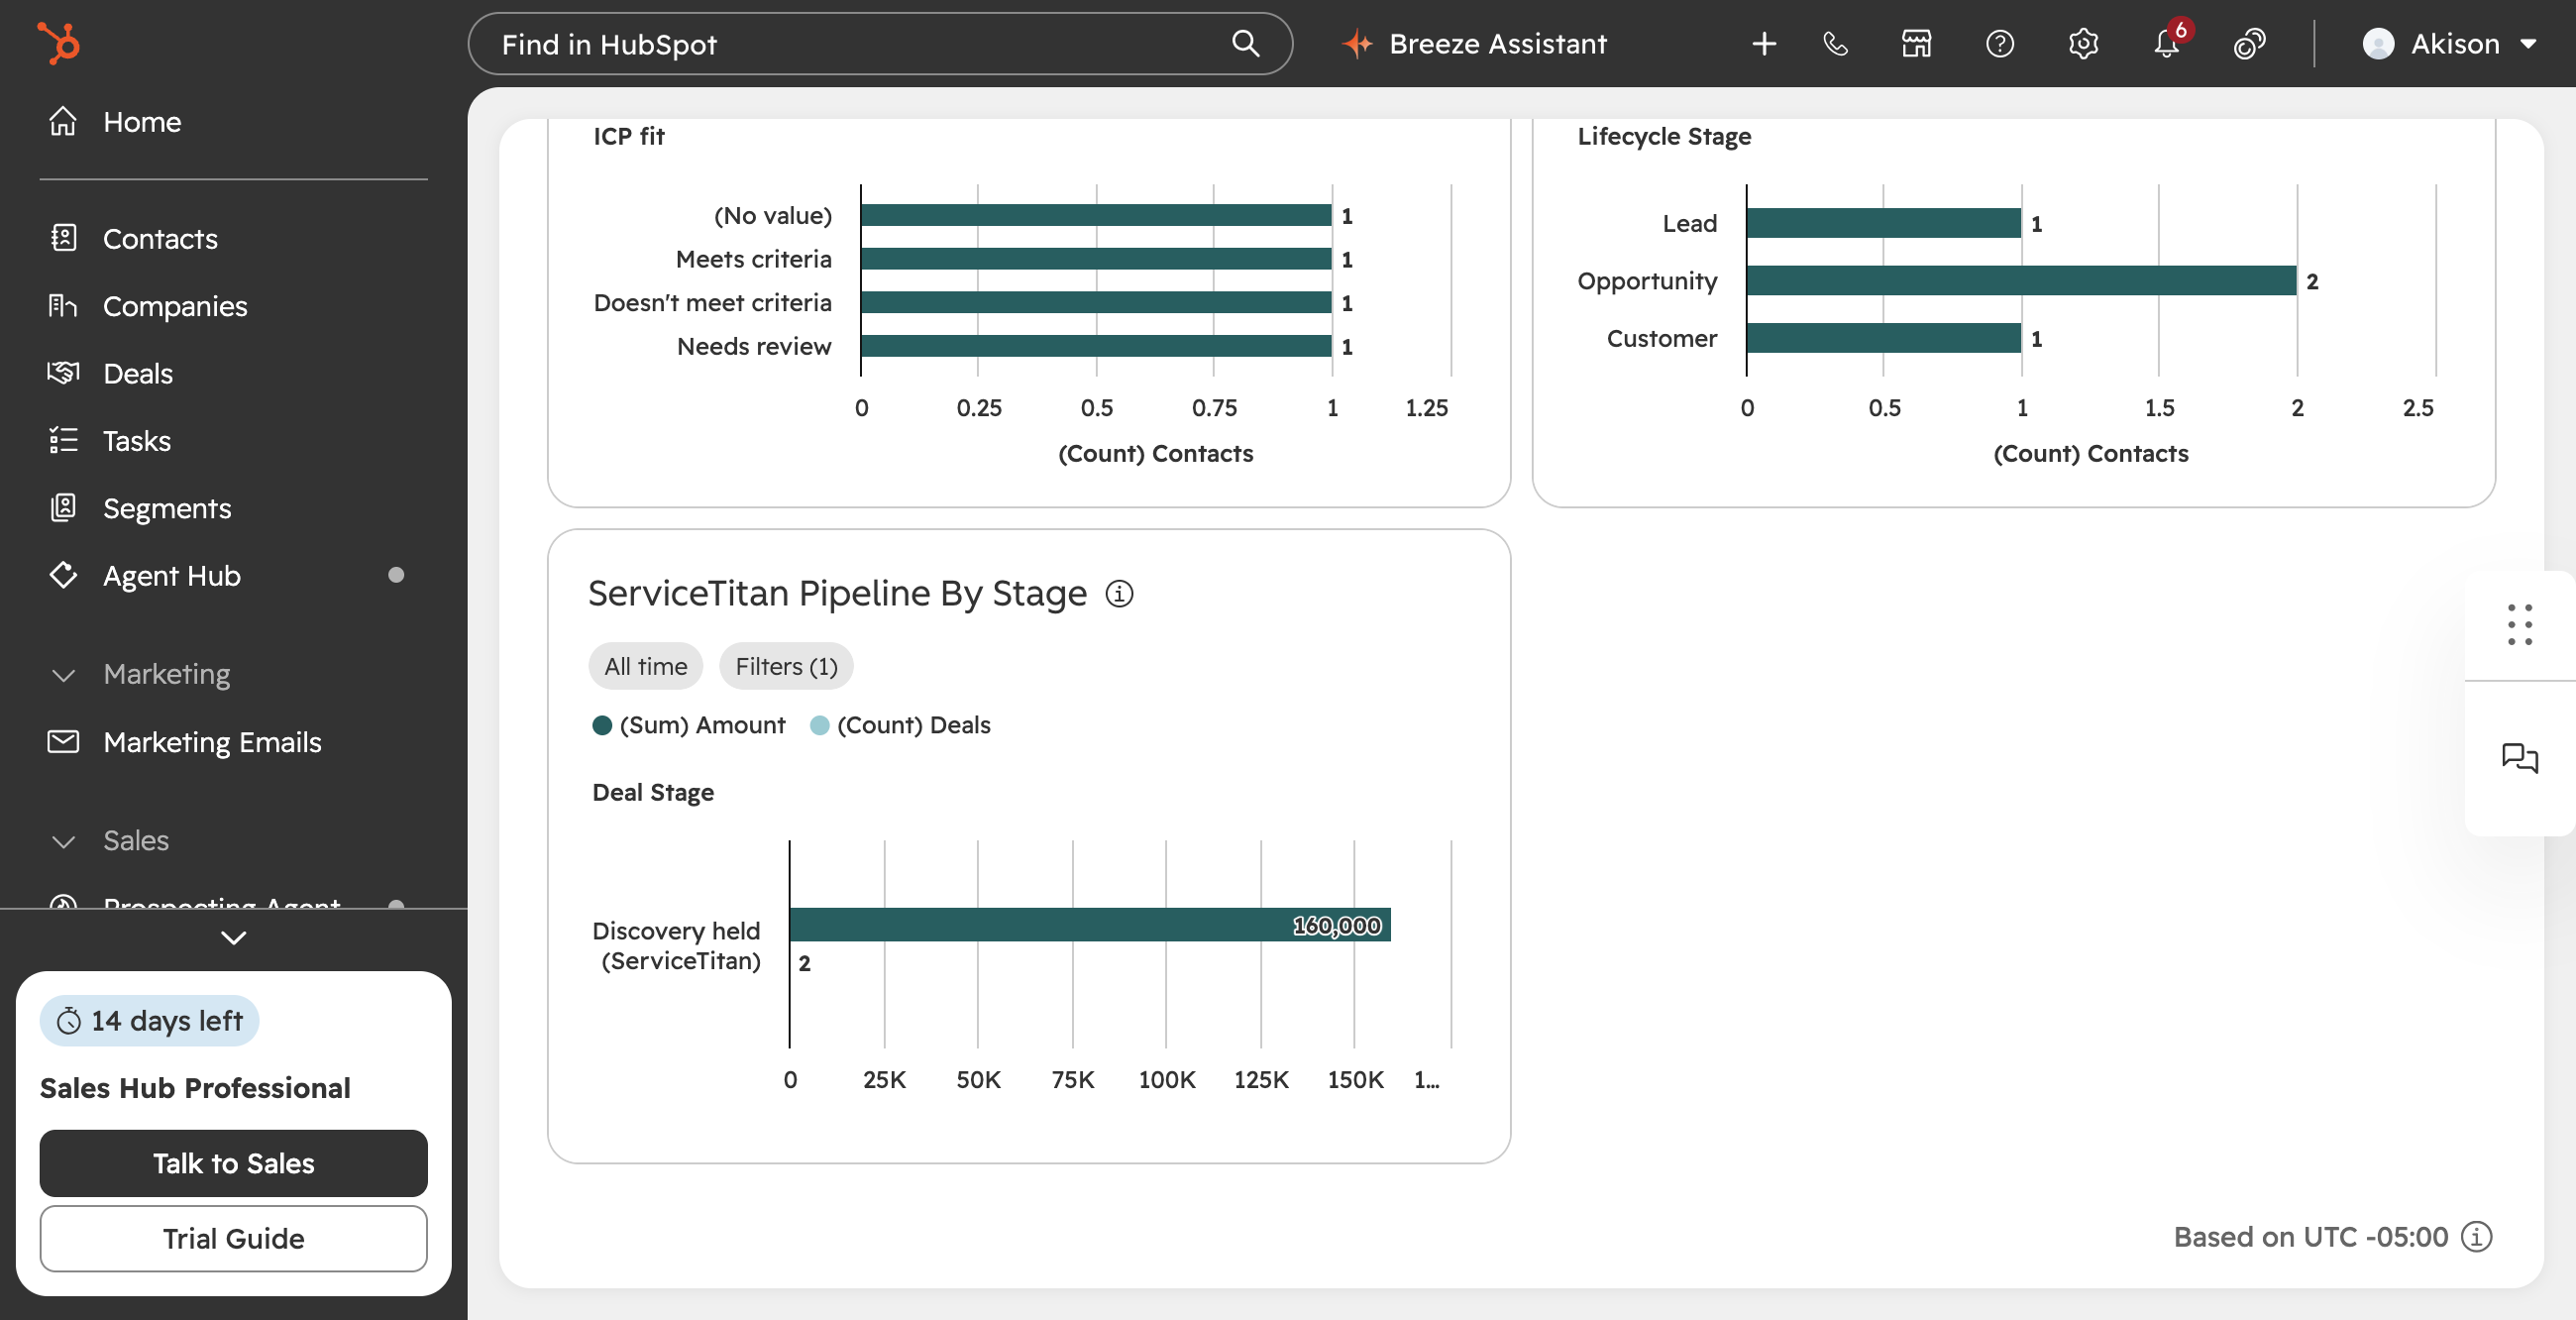 Find in HubSpot
Breeze Assistant
6
Akison
Home
Contacts
Companies
Deals
Tasks
Segments
Agent Hub
Marketing
Marketing Emails
Sales
Prospecting Agent
14 days left
Sales Hub Professional
Talk to Sales
Trial Guide
ICP fit
(No value) 1
Meets criteria 1
Doesn't meet criteria 1
Needs review 1
0 0.25 0.5 0.75 1 1.25
(Count) Contacts
Lifecycle Stage
Lead 1
Opportunity 2
Customer 1
0 0.5 1 1.5 2 2.5
(Count) Contacts
ServiceTitan Pipeline By Stage
All time Filters (1)
(Sum) Amount (Count) Deals
Deal Stage
Discovery held 160,000
(ServiceTitan) 2
0 25K 50K 75K 100K 125K 150K 1...
Based on UTC -05:00